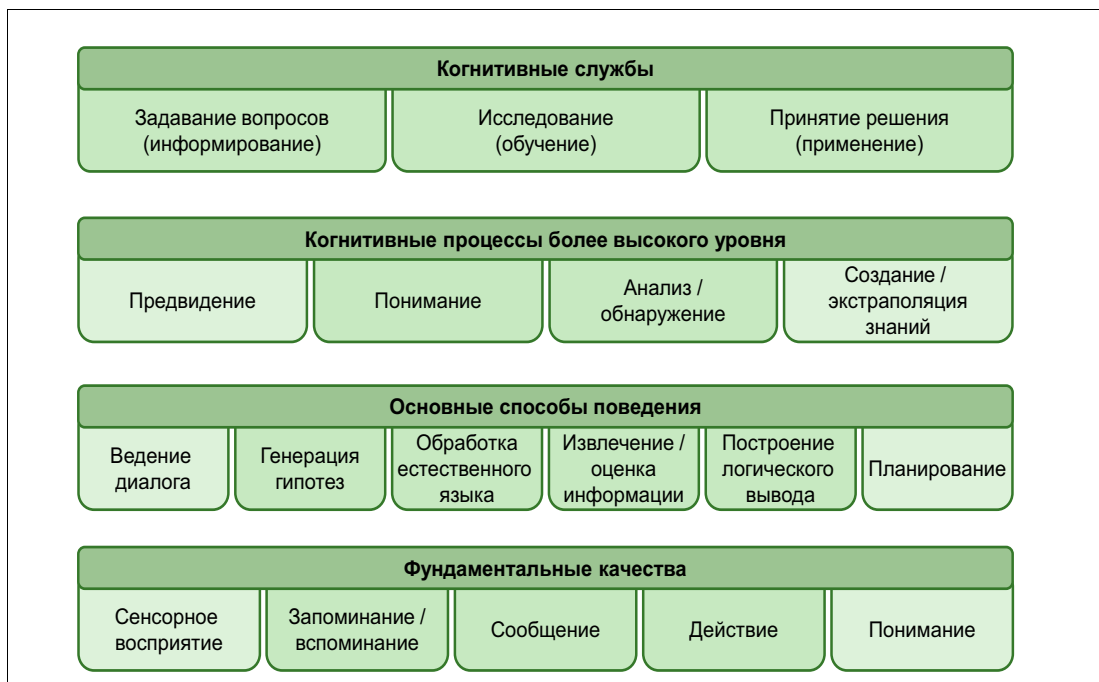 Когнитивные службы
Задавание вопросов
(информирование)
Исследование
(обучение)
Принятие решения
(применение)
Когнитивные процессы более высокого уровня
Предвидение
Понимание
Анализ /
обнаружение
Создание /
экстраполяция
знаний
Основные способы поведения
Ведение
диалога
Генерация
гипотез
Обработка
естественного
языка
Извлечение /
оценка
информации
Построение
логического
вывода
Планирование
Фундаментальные качества
Сенсорное
восприятие
Запоминание /
вспоминание
Сообщение
Действие
Понимание